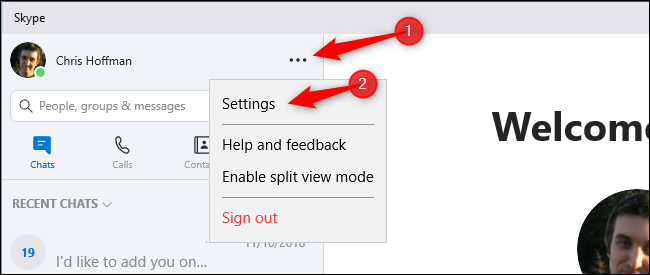 Skype
1
Chris Hoffman
2
People, groups & messages
Settings
Welcome
Help and feedback
Chats
Calls
Conta
Enable split view mode
RECENT CHATS
Sign out
19
11/10/2018
I'd like to add you on...